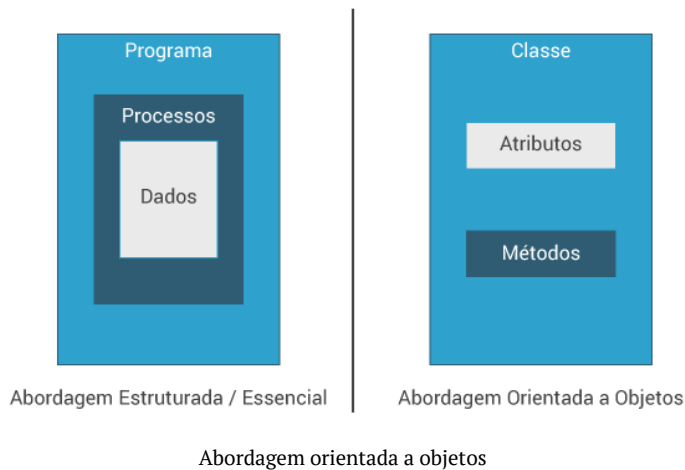 Programa
Processos
Dados
Abordagem Estruturada / Essencial
Classe
Atributos
Métodos
Abordagem Orientada a Objetos
Abordagem orientada a objetos